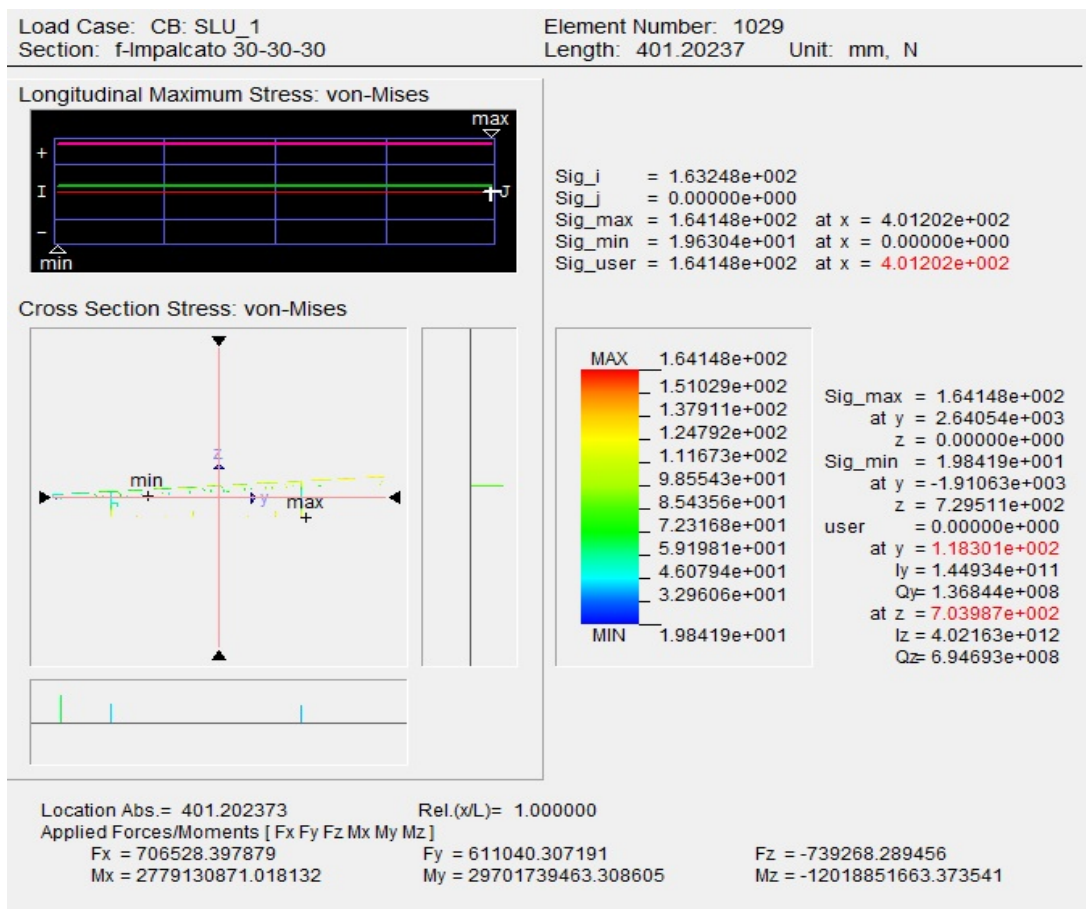 Load Case: CB: SLU_1
Element Number: 1029
Section: f-Impalcato 30-30-30
Length: 401.20237 Unit: mm, N
Longitudinal Maximum Stress: von-Mises
max
+
I
J
-
min
Sig_i = 1.63248e+002
Sig_j = 0.00000e+000
Sig_max = 1.64148e+002 at x = 4.01202e+002
Sig_min = 1.96304e+001 at x = 0.00000e+000
Sig_user = 1.64148e+002 at x = 4.01202e+002
Cross Section Stress: von-Mises
z
min
y
max
MAX 1.64148e+002
1.51029e+002
1.37911e+002
1.24792e+002
1.11673e+002
9.85543e+001
8.54356e+001
7.23168e+001
5.91981e+001
4.60794e+001
3.29606e+001
MIN 1.98419e+001
Sig_max = 1.64148e+002
at y = 2.64054e+003
z = 0.00000e+000
Sig_min = 1.98419e+001
at y = -1.91063e+003
z = 7.29511e+002
user = 0.00000e+000
at y = 1.18301e+002
Iy = 1.44934e+011
Qy= 1.36844e+008
at z = 7.03987e+002
Iz = 4.02163e+012
Qz= 6.94693e+008
Location Abs.= 401.202373 Rel.(x/L)= 1.000000
Applied Forces/Moments [ Fx Fy Fz Mx My Mz ]
Fx = 706528.397879 Fy = 611040.307191 Fz = -739268.289456
Mx = 2779130871.018132 My = 29701739463.308605 Mz = -12018851663.373541